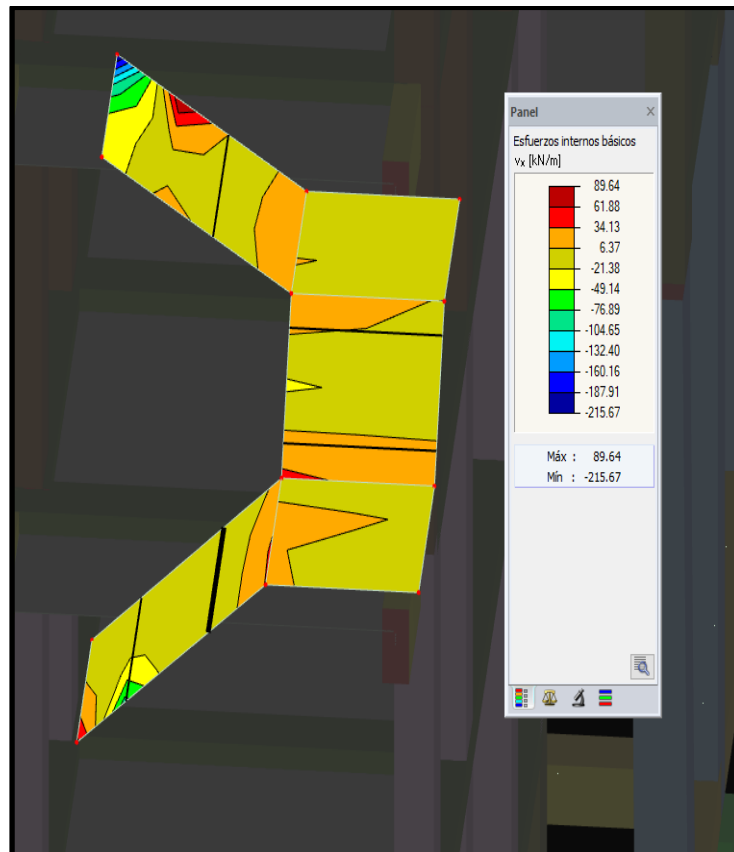 Panel
Esfuerzos internos básicos
vx [kN/m]
89.64
61.88
34.13
6.37
-21.38
-49.14
-76.89
-104.65
-132.40
-160.16
-187.91
-215.67
Máx : 89.64
Mín : -215.67